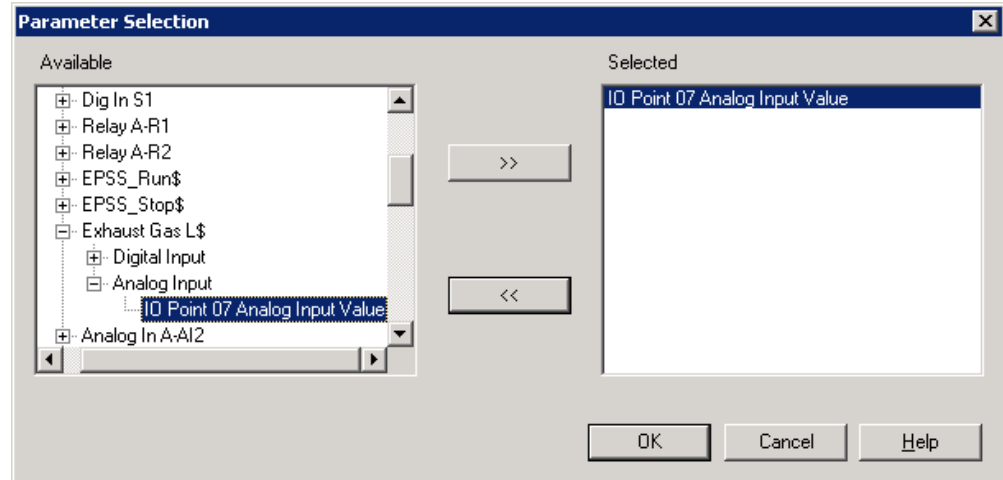 Parameter Selection
Available
Selected
Dig In S1
Relay A-R1
Relay A-R2
EPSS_Run$
EPSS_Stop$
Exhaust Gas L$
Digital Input
Analog Input
IO Point 07 Analog Input Value
Analog In A-AI2
>>
<<
IO Point 07 Analog Input Value
OK
Cancel
Help